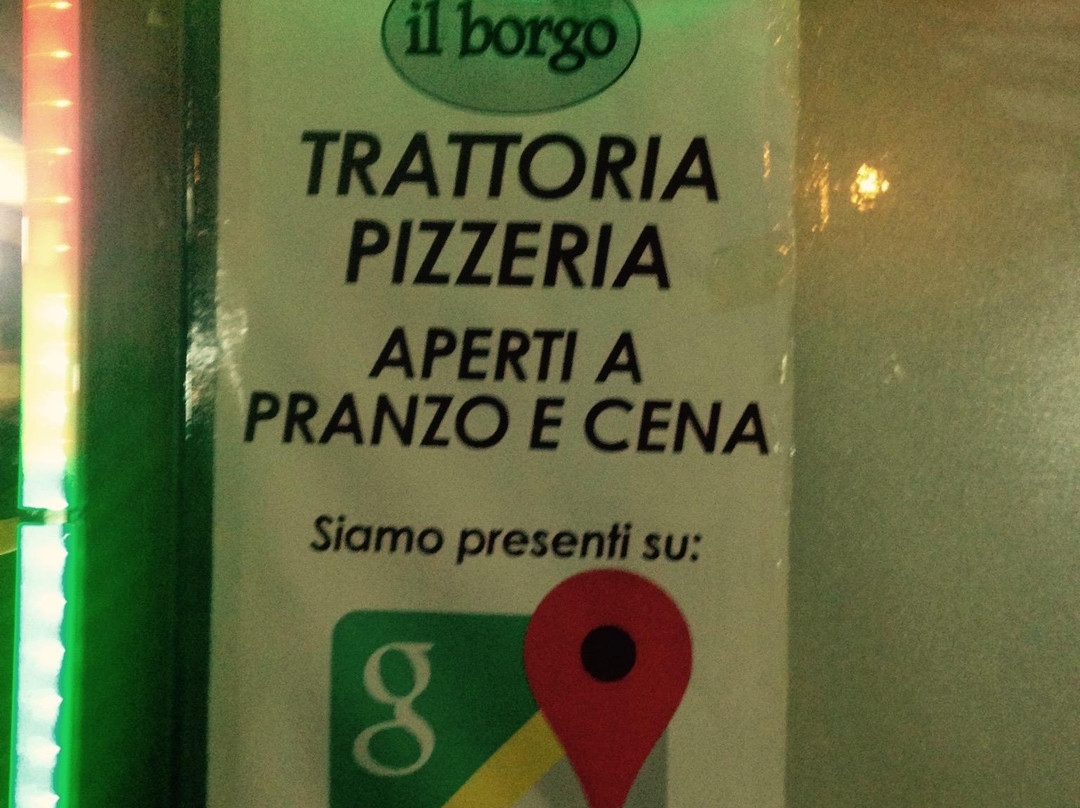 il borgo
TRATTORIA
PIZZERIA
APERTI A
PRANZO E CENA
Siamo presenti su:
g